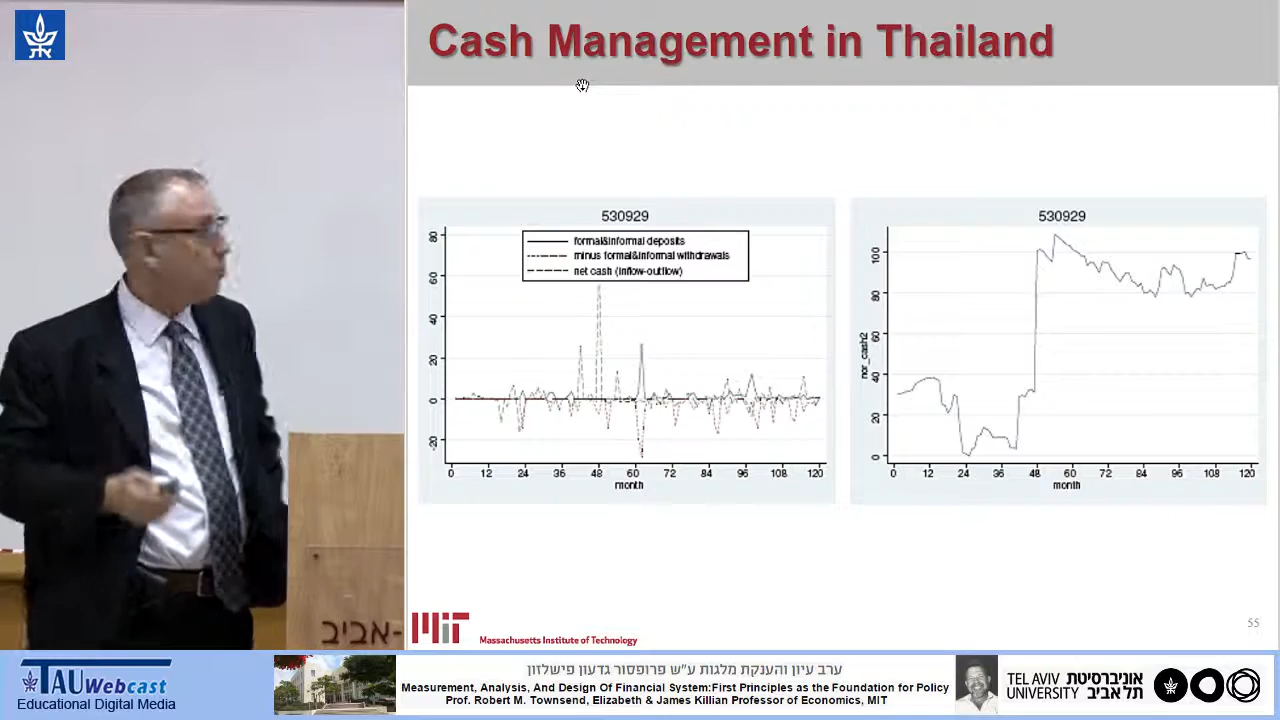 Cash Management in Thailand
530929
formal&informal deposits
minus formal&informal withdrawals
net cash (inflow-outflow)
80
60
40
20
0
-20
0 12 24 36 48 60 72 84 96 108 120
month
530929
nor_cash2
100
80
60
40
20
0
0 12 24 36 48 60 72 84 96 108 120
month
אביב-
MIT
Massachusetts Institute of Technology
55
TAU Webcast
Educational Digital Media
ערב עיון והענקת מלגות ע"ש פרופסור גדעון פישלזון
Measurement, Analysis, And Design Of Financial System:First Principles as the Foundation for Policy
Prof. Robert M. Townsend, Elizabeth & James Killian Professor of Economics, MIT
TEL AVIV אוניברסיטת
UNIVERSITY תל אביב